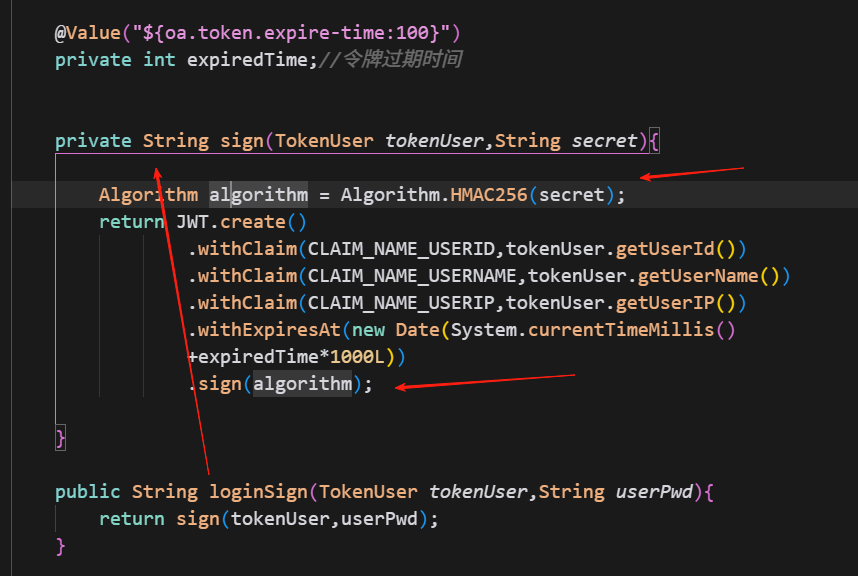 @Value("${oa.token.expire-time:100}")
private int expiredTime;//令牌过期时间
private String sign(TokenUser tokenUser,String secret){
Algorithm algorithm = Algorithm.HMAC256(secret);
return JWT.create()
.withClaim(CLAIM_NAME_USERID,tokenUser.getUserId())
.withClaim(CLAIM_NAME_USERNAME,tokenUser.getUserName())
.withClaim(CLAIM_NAME_USERIP,tokenUser.getUserIP())
.withExpiresAt(new Date(System.currentTimeMillis()
+expiredTime*1000L))
.sign(algorithm);
}
public String loginSign(TokenUser tokenUser,String userPwd){
return sign(tokenUser,userPwd);
}